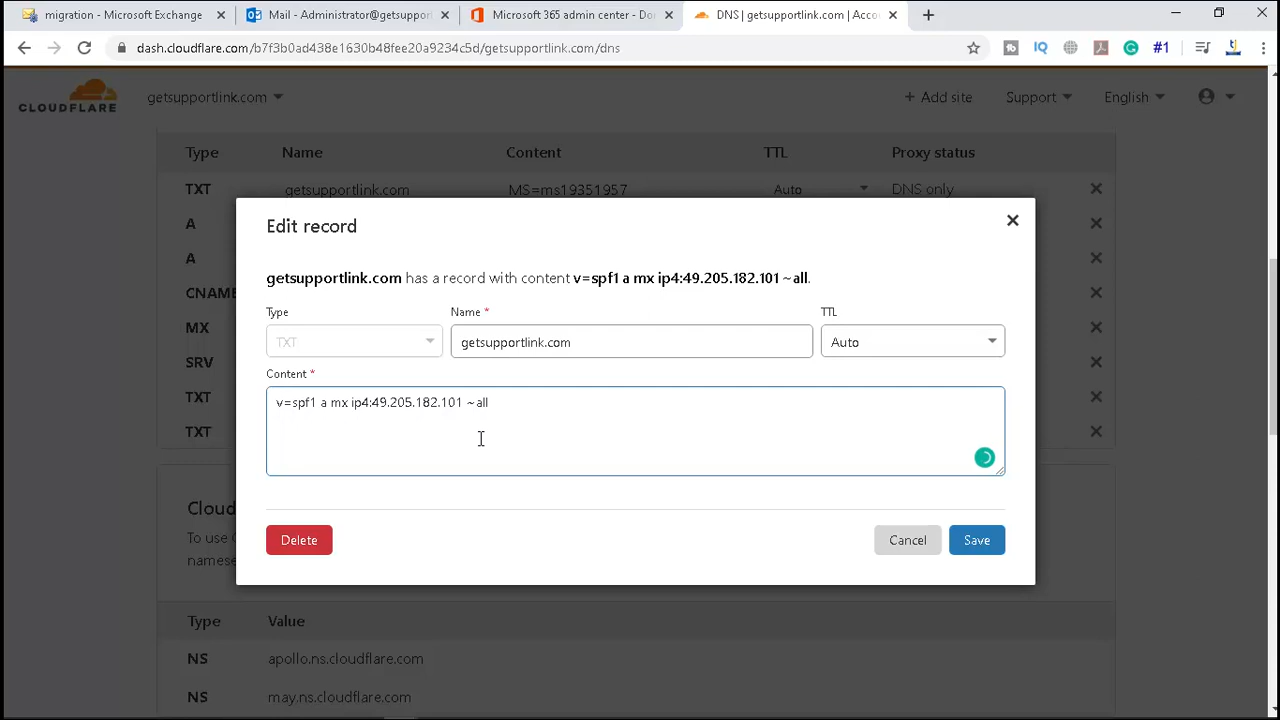 migration - Microsoft Exchange
Mail - Administrator@getsuppor
Microsoft 365 admin center - Dor
DNS | getsupportlink.com | Acco
dash.cloudflare.com/b7f3b0ad438e1630b48fee20a9234c5d/getsupportlink.com/dns
IQ
#1
CLOUDFLARE
getsupportlink.com
+ Add site
Support
English
Type Name Content TTL Proxy status
TXT getsupportlink.com MS=ms19351957 Auto DNS only
A
A
CNAME
MX
SRV
TXT
TXT
Edit record
getsupportlink.com has a record with content v=spf1 a mx ip4:49.205.182.101 ~all.
Type Name * TTL
TXT getsupportlink.com Auto
Content *
v=spf1 a mx ip4:49.205.182.101 ~all
Delete Cancel Save
Cloud
To use
namese
Type Value
NS apollo.ns.cloudflare.com
NS may.ns.cloudflare.com